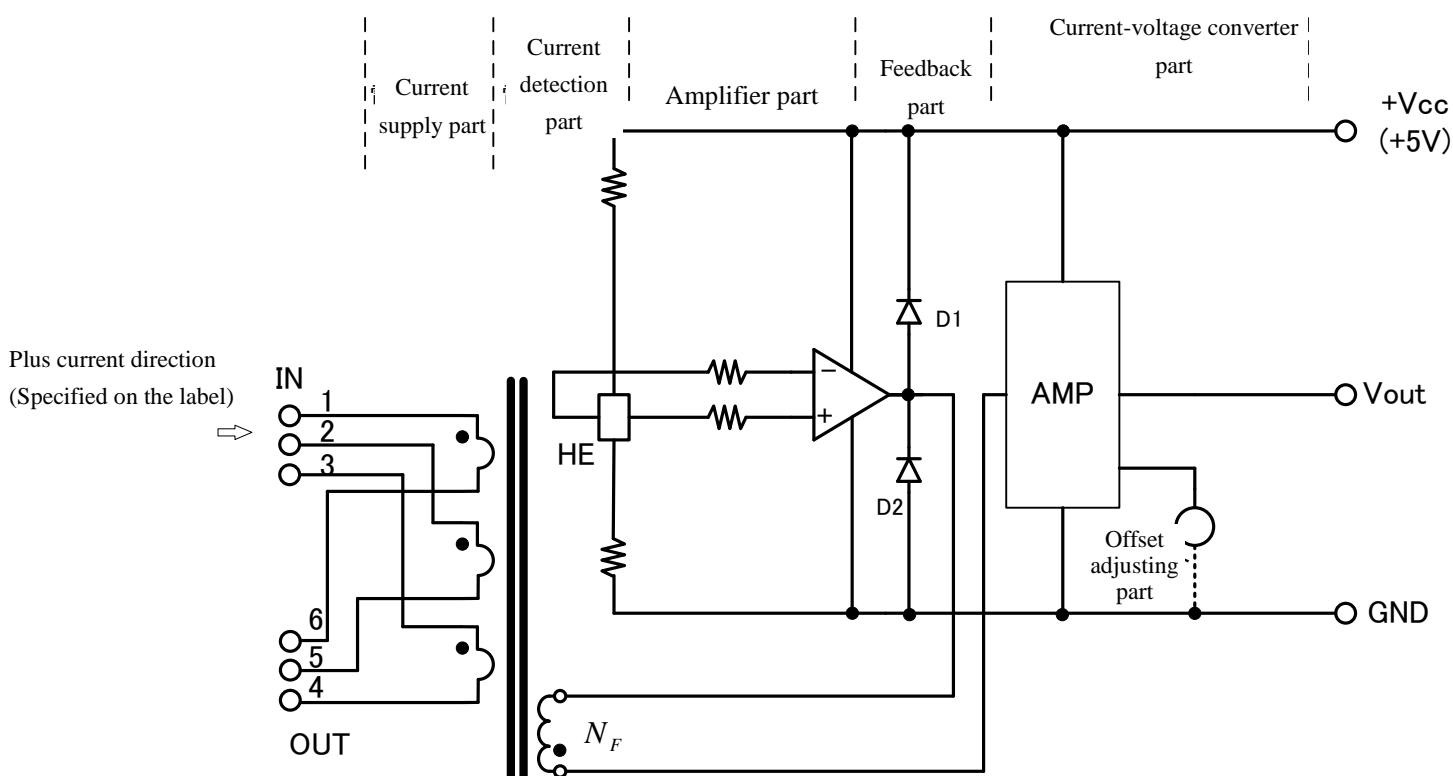 Current
supply part
Current
detection
part
Amplifier part
Feedback
part
Current-voltage converter
part
+Vcc
(+5V)
D1
Plus current direction
(Specified on the label)
IN
1
2
3
HE
−
+
AMP
Vout
D2
Offset
adjusting
part
6
5
4
GND
OUT
N_F